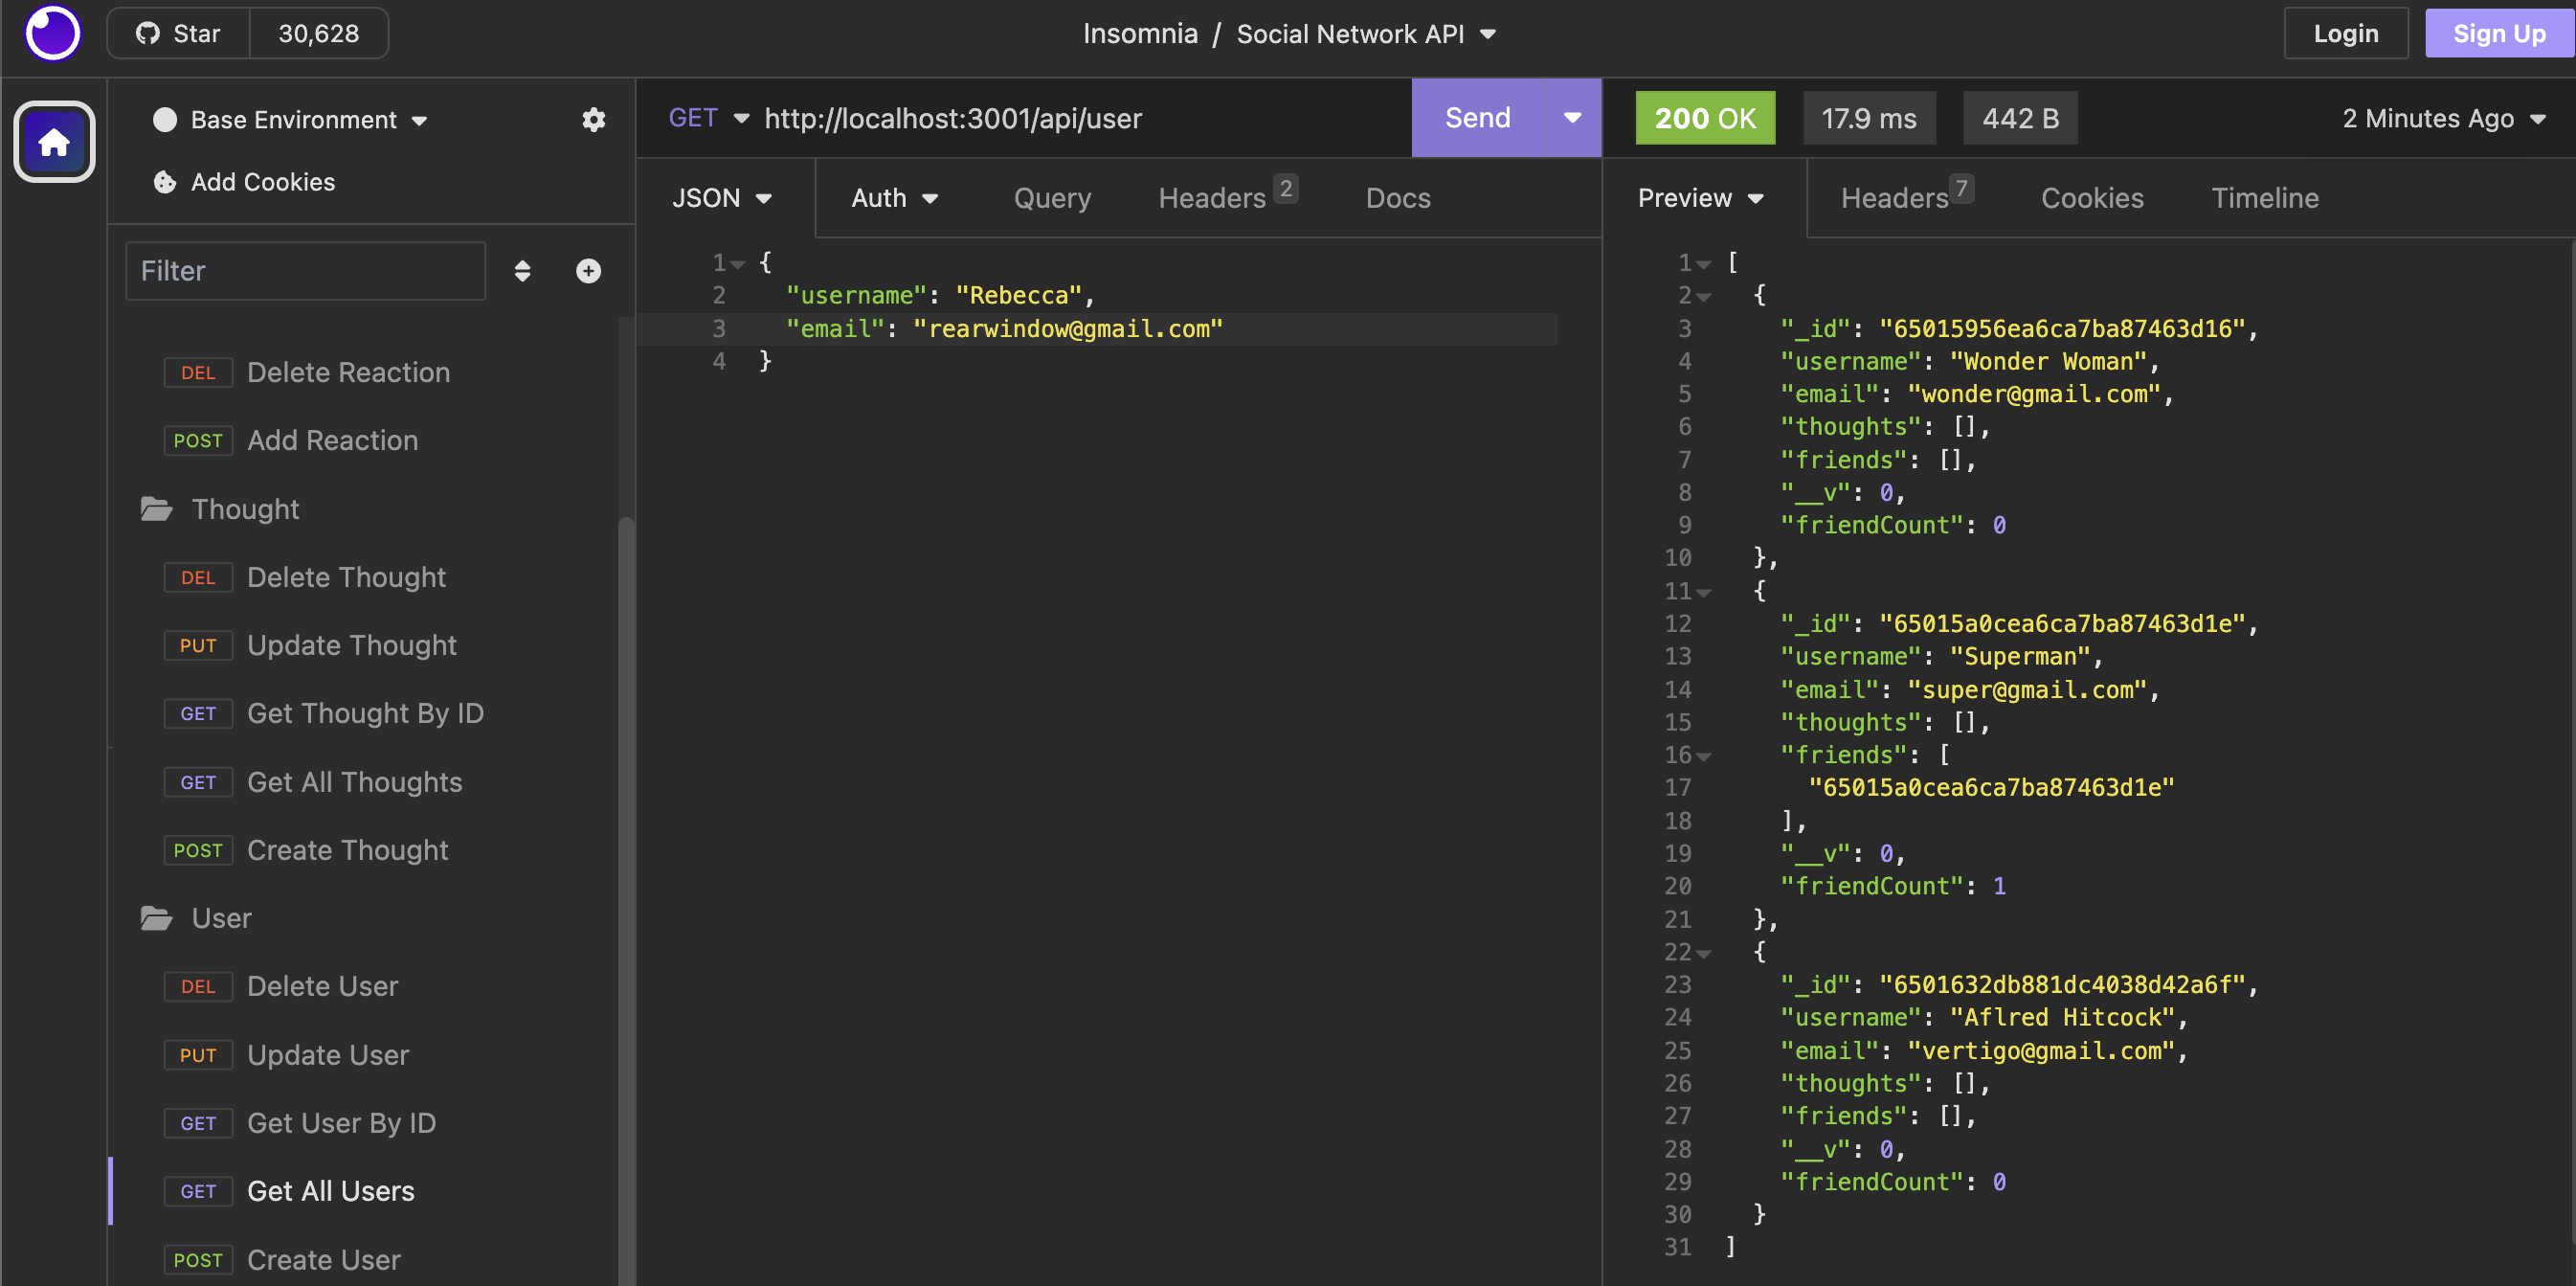 Star 30,628
Insomnia / Social Network API
Login
Sign Up
Base Environment
Add Cookies
Filter
DEL Delete Reaction
POST Add Reaction
Thought
DEL Delete Thought
PUT Update Thought
GET Get Thought By ID
GET Get All Thoughts
POST Create Thought
User
DEL Delete User
PUT Update User
GET Get User By ID
GET Get All Users
POST Create User
GET http://localhost:3001/api/user Send
JSON Auth Query Headers 2 Docs
1 {
2 "username": "Rebecca",
3 "email": "rearwindow@gmail.com"
4 }
200 OK 17.9 ms 442 B 2 Minutes Ago
Preview Headers 7 Cookies Timeline
1 [
2 {
3 "_id": "65015956ea6ca7ba87463d16",
4 "username": "Wonder Woman",
5 "email": "wonder@gmail.com",
6 "thoughts": [],
7 "friends": [],
8 "__v": 0,
9 "friendCount": 0
10 },
11 {
12 "_id": "65015a0cea6ca7ba87463d1e",
13 "username": "Superman",
14 "email": "super@gmail.com",
15 "thoughts": [],
16 "friends": [
17 "65015a0cea6ca7ba87463d1e"
18 ],
19 "__v": 0,
20 "friendCount": 1
21 },
22 {
23 "_id": "6501632db881dc4038d42a6f",
24 "username": "Aflred Hitcock",
25 "email": "vertigo@gmail.com",
26 "thoughts": [],
27 "friends": [],
28 "__v": 0,
29 "friendCount": 0
30 }
31 ]